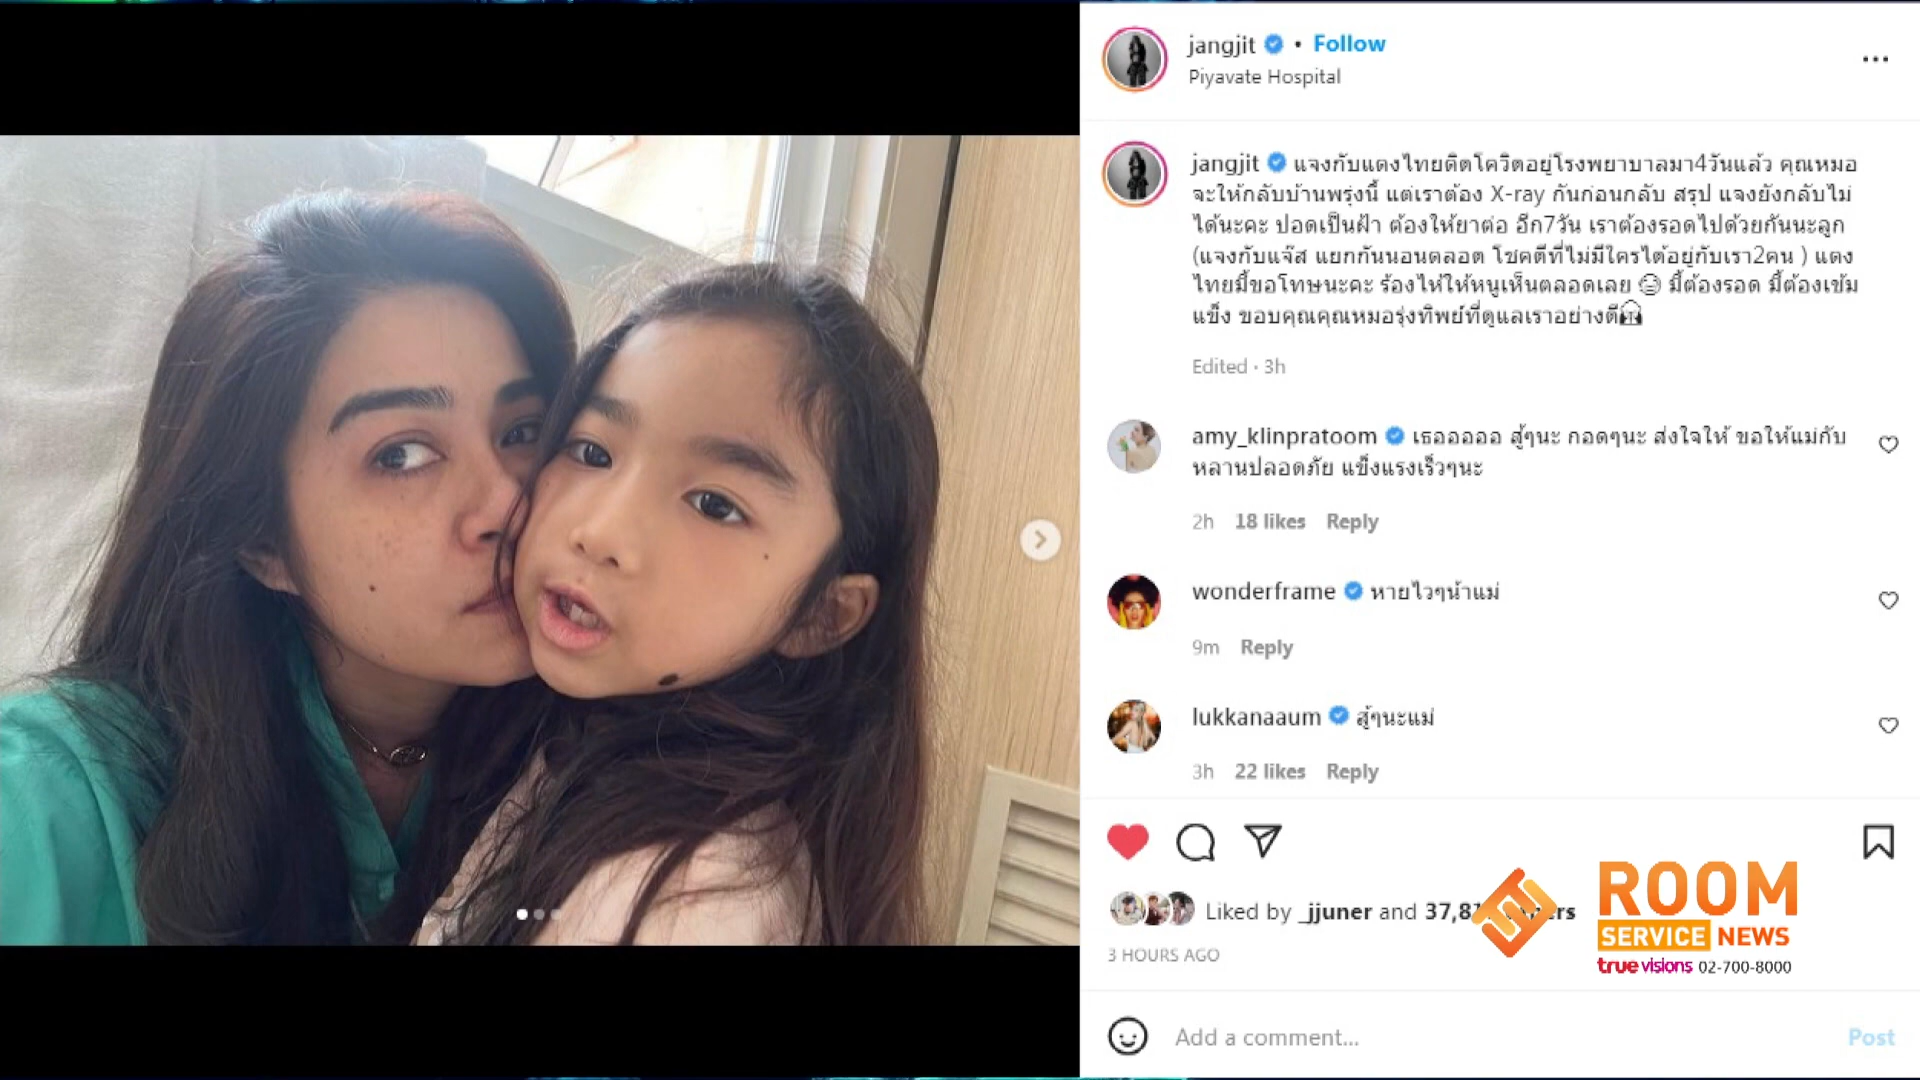 jangjit • Follow
Piyavate Hospital
jangjit แจงกับแดงไทยติดโควิตอยู่โรงพยาบาลมา4วันแล้ว คุณหมอ
จะให้กลับบ้านพรุ่งนี้ แต่เราต้อง X-ray กันก่อนกลับ สรุป แจงยังกลับไม่
ได้นะคะ ปอดเป็นฝ้า ต้องให้ยาต่อ อีก7วัน เราต้องรอดไปด้วยกันนะลูก
(แจงกับแจ๊ส แยกกันนอนตลอด โชคดีที่ไม่มีใครได้อยู่กับเรา2คน ) แดง
ไทยมี้ขอโทษนะคะ ร้องไห้ให้หนูเห็นตลอดเลย 🥲 มี้ต้องรอด มี้ต้องเข้ม
แข็ง ขอบคุณคุณหมอรุ่งทิพย์ที่ดูแลเราอย่างดี
Edited · 3h
amy_klinpratoom เธอออออ สู้ๆนะ กอดๆนะ ส่งใจให้ ขอให้แม่กับ
หลานปลอดภัย แข็งแรงเร็วๆนะ
2h 18 likes Reply
wonderframe หายไวๆน้าแม่
9m Reply
lukkanaaum สู้ๆนะแม่
3h 22 likes Reply
Liked by _jjuner and 37,8
3 HOURS AGO
ROOM
SERVICE NEWS
truevisions 02-700-8000
Add a comment...
Post